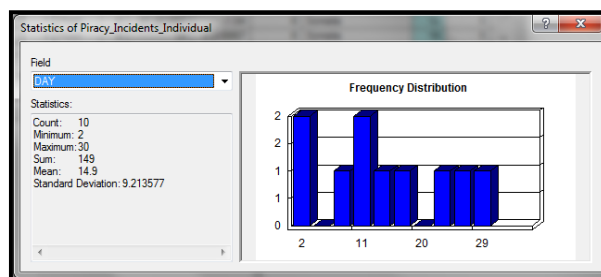 Statistics of Piracy_Incidents_Individual
Field
DAY
Statistics:
Count: 10
Minimum: 2
Maximum: 30
Sum: 149
Mean: 14.9
Standard Deviation: 9.213577
Frequency Distribution
2
2
1
1
0
2 11 20 29